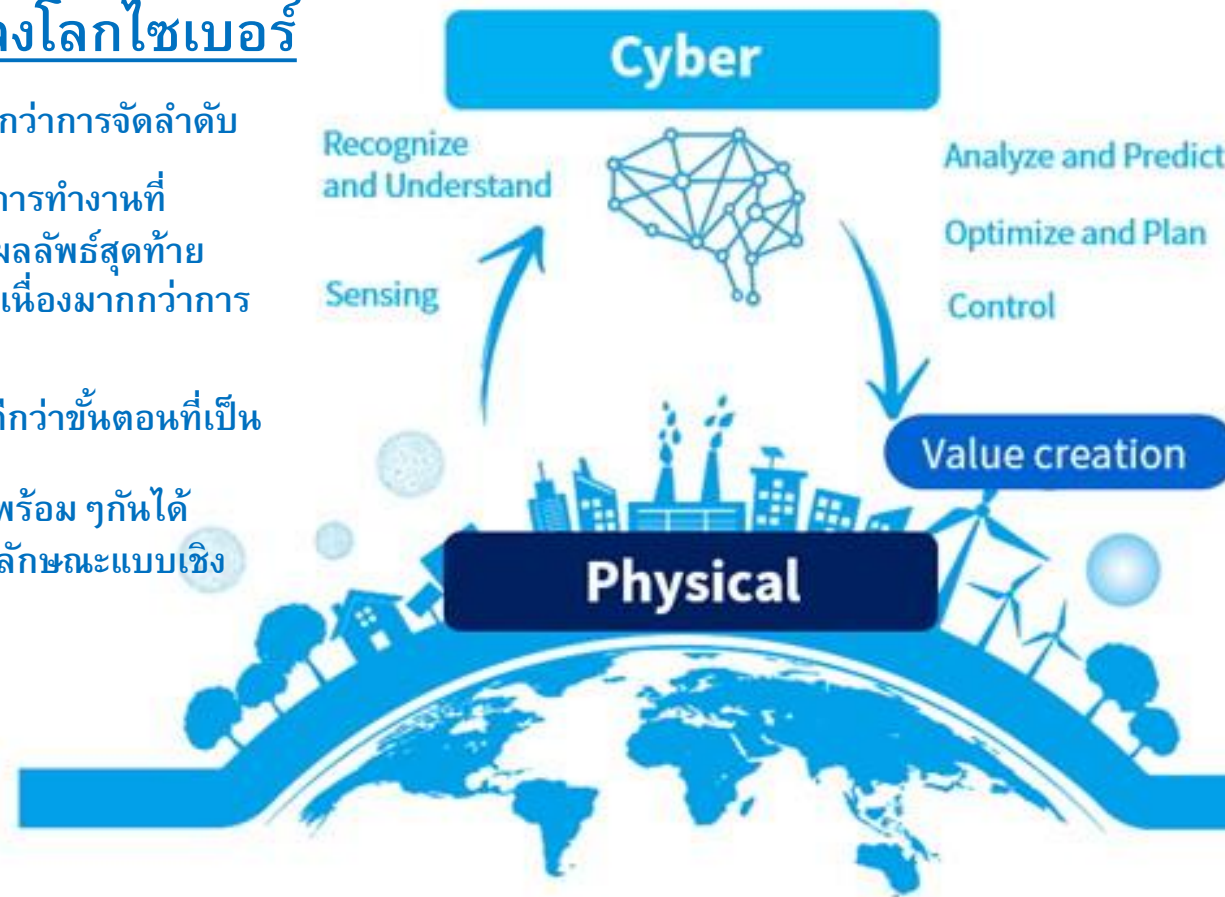 งโลกไซเบอร์
กว่าการจัดลำดับ
การทำงานที่
ผลลัพธ์สุดท้าย
เนื่องมากกว่าการ
กว่าขั้นตอนที่เป็น
พร้อม ๆกันได้
ลักษณะแบบเชิง
Cyber
Recognize
and Understand
Sensing
Analyze and Predict
Optimize and Plan
Control
Value creation
Physical